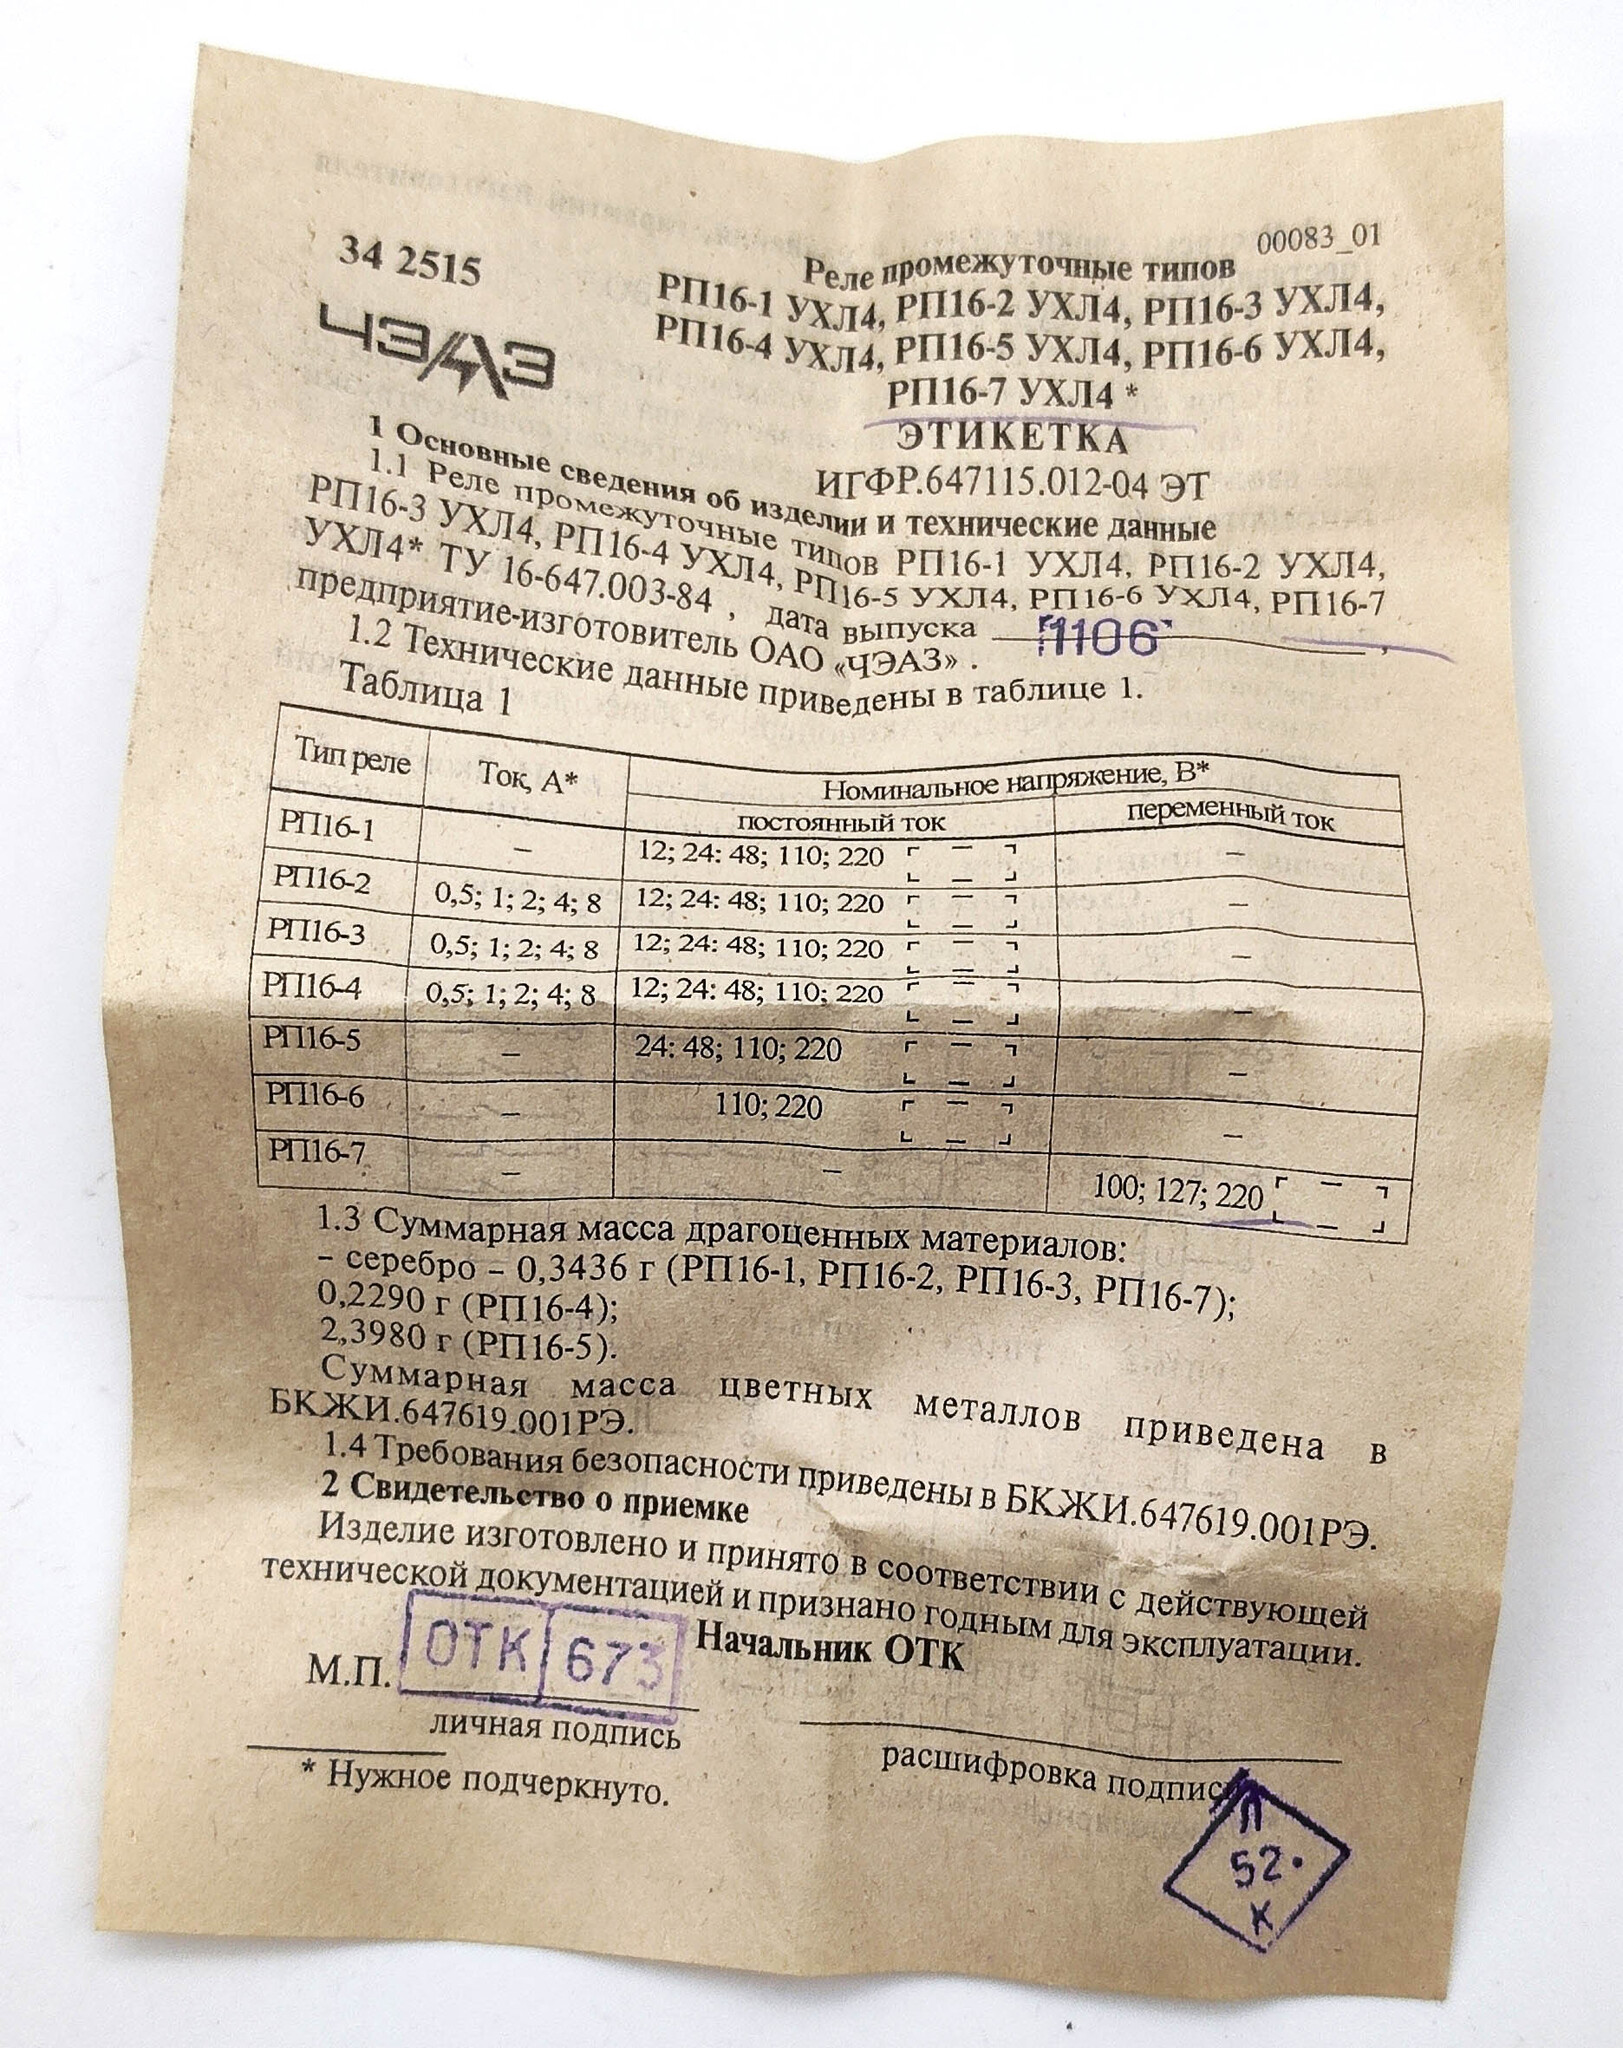 00083_01
34 2515
ЧЭАЗ
Реле промежуточные типов
РП16-1 УХЛ4, РП16-2 УХЛ4, РП16-3 УХЛ4,
РП16-4 УХЛ4, РП16-5 УХЛ4, РП16-6 УХЛ4,
РП16-7 УХЛ4 *
ЭТИКЕТКА
ИГФР.647115.012-04 ЭТ
1 Основные сведения об изделии и технические данные
1.1 Реле промежуточные типов РП16-1 УХЛ4, РП16-2 УХЛ4,
РП16-3 УХЛ4, РП16-4 УХЛ4, РП16-5 УХЛ4, РП16-6 УХЛ4, РП16-7
УХЛ4* ТУ 16-647.003-84 , дата выпуска 1106 ,
предприятие-изготовитель ОАО «ЧЭАЗ» .
1.2 Технические данные приведены в таблице 1.
Таблица 1
Тип реле Ток, А* Номинальное напряжение, В*
постоянный ток переменный ток
РП16-1 – 12; 24: 48; 110; 220 –
РП16-2 0,5; 1; 2; 4; 8 12; 24: 48; 110; 220 –
РП16-3 0,5; 1; 2; 4; 8 12; 24: 48; 110; 220 –
РП16-4 0,5; 1; 2; 4; 8 12; 24: 48; 110; 220 –
РП16-5 – 24: 48; 110; 220 –
РП16-6 – 110; 220 –
РП16-7 – – 100; 127; 220
1.3 Суммарная масса драгоценных материалов:
– серебро – 0,3436 г (РП16-1, РП16-2, РП16-3, РП16-7);
0,2290 г (РП16-4);
2,3980 г (РП16-5).
Суммарная масса цветных металлов приведена в
БКЖИ.647619.001РЭ.
1.4 Требования безопасности приведены в БКЖИ.647619.001РЭ.
2 Свидетельство о приемке
Изделие изготовлено и принято в соответствии с действующей
технической документацией и признано годным для эксплуатации.
Начальник ОТК
М.П. ОТК 673
личная подпись
расшифровка подписи
* Нужное подчеркнуто.
П
52.
К